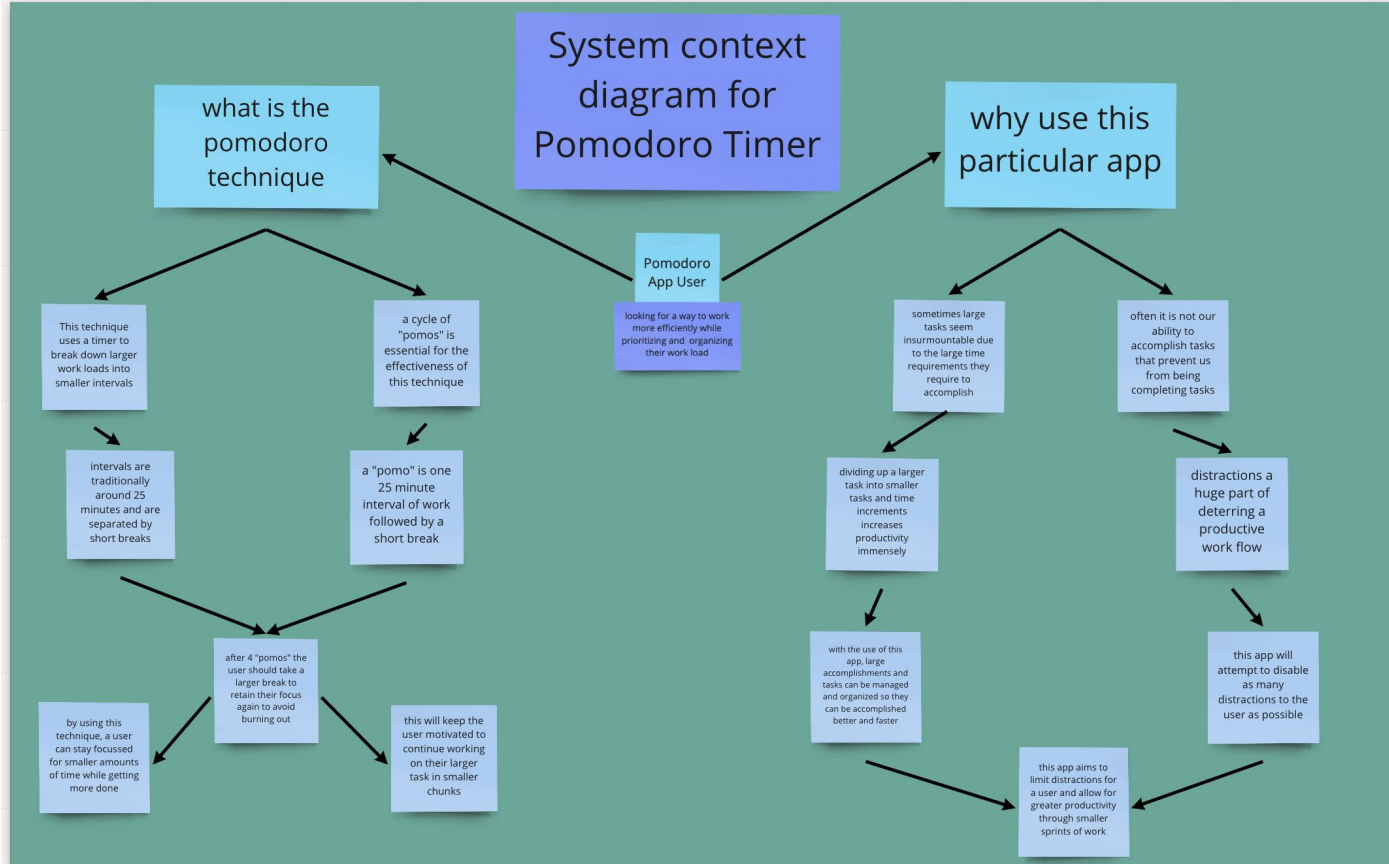 System context
diagram for
Pomodoro Timer
what is the
pomodoro
technique
why use this
particular app
Pomodoro
App User
looking for a way to work
more efficiently while
prioritizing and organizing
their work load
This technique
uses a timer to
break down larger
work loads into
smaller intervals
a cycle of
"pomos" is
essential for the
effectiveness of
this technique
intervals are
traditionally
around 25
minutes and are
separated by
short breaks
a "pomo" is one
25 minute
interval of work
followed by a
short break
after 4 "pomos" the
user should take a
larger break to
retain their focus
again to avoid
burning out
by using this
technique, a user
can stay focussed
for smaller amounts
of time while getting
more done
this will keep the
user motivated to
continue working
on their larger
task in smaller
chunks
sometimes large
tasks seem
insurmountable due
to the large time
requirements they
require to
accomplish
often it is not our
ability to
accomplish tasks
that prevent us
from being
completing tasks
dividing up a larger
task into smaller
tasks and time
increments
increases
productivity
immensely
distractions a
huge part of
deterring a
productive
work flow
with the use of this
app, large
accomplishments and
tasks can be managed
and organized so they
can be accomplished
better and faster
this app will
attempt to disable
as many
distractions to the
user as possible
this app aims to
limit distractions for
a user and allow for
greater productivity
through smaller
sprints of work